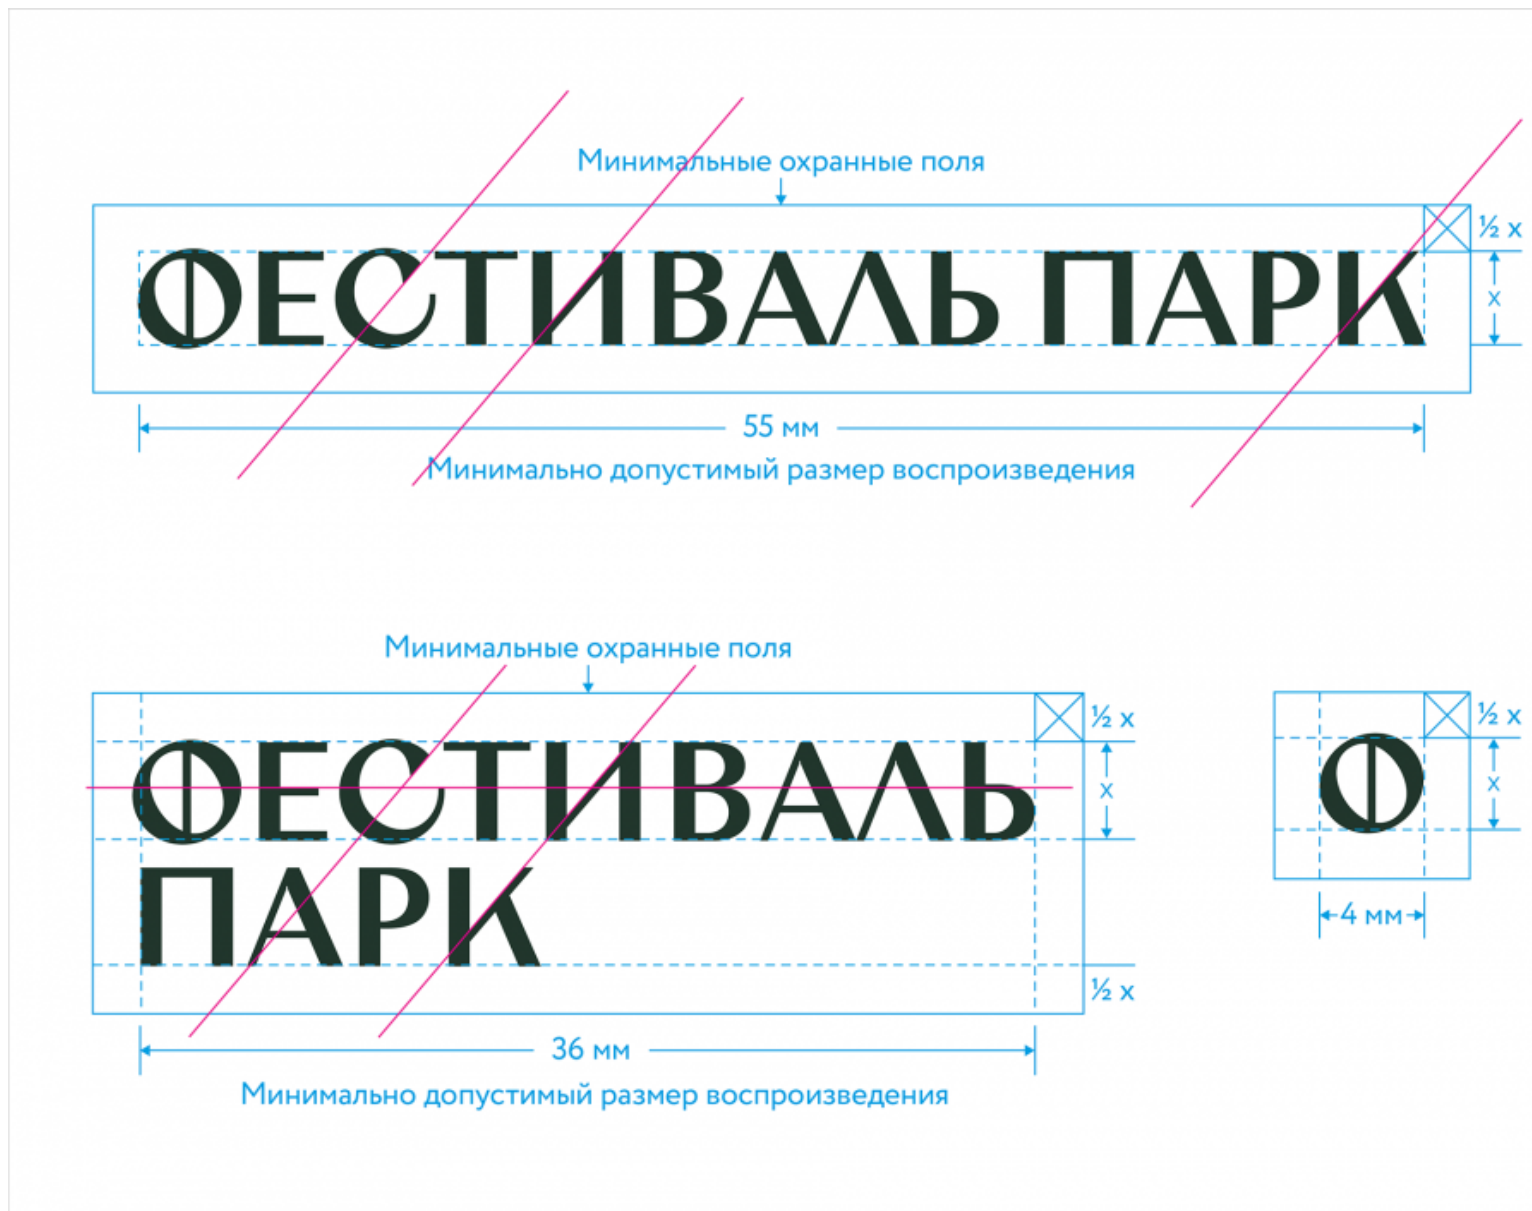 Минимальные охранные поля
½ x
ФЕСТИВАЛЬ ПАРК
x
55 мм
Минимально допустимый размер воспроизведения
Минимальные охранные поля
½ x
½ x
ФЕСТИВАЛЬ
x
Ф
x
ПАРК
4 мм
½ x
36 мм
Минимально допустимый размер воспроизведения